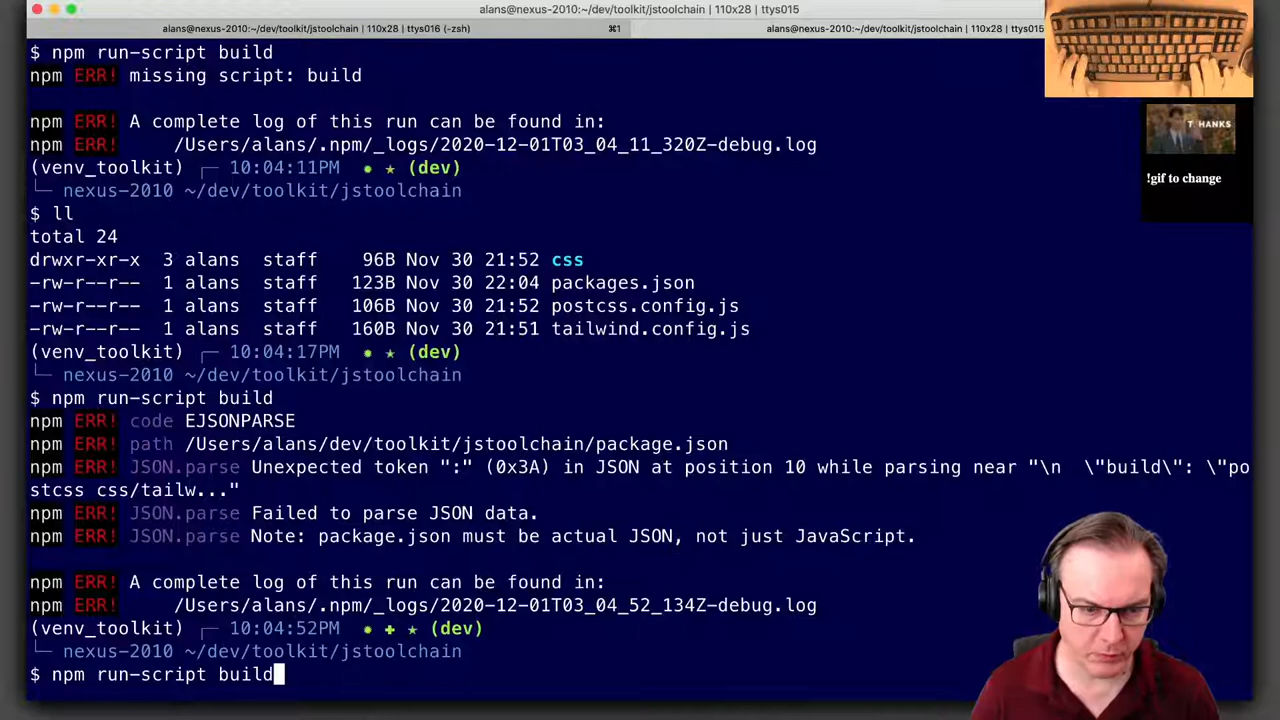 alans@nexus-2010:~/dev/toolkit/jstoolchain | 110x28 | ttys015
alans@nexus-2010:~/dev/toolkit/jstoolchain | 110x28 | ttys016 (-zsh)
⌘1
alans@nexus-2010:~/dev/toolkit/jstoolchain | 110x28 | ttys015
$ npm run-script build
npm ERR! missing script: build
npm ERR! A complete log of this run can be found in:
npm ERR!     /Users/alans/.npm/_logs/2020-12-01T03_04_11_320Z-debug.log
(venv_toolkit) ┌─ 10:04:11PM ✹ ★ (dev)
└─ nexus-2010 ~/dev/toolkit/jstoolchain
$ ll
total 24
drwxr-xr-x  3 alans  staff    96B Nov 30 21:52 css
-rw-r--r--  1 alans  staff   123B Nov 30 22:04 packages.json
-rw-r--r--  1 alans  staff   106B Nov 30 21:52 postcss.config.js
-rw-r--r--  1 alans  staff   160B Nov 30 21:51 tailwind.config.js
(venv_toolkit) ┌─ 10:04:17PM ✹ ★ (dev)
└─ nexus-2010 ~/dev/toolkit/jstoolchain
$ npm run-script build
npm ERR! code EJSONPARSE
npm ERR! path /Users/alans/dev/toolkit/jstoolchain/package.json
npm ERR! JSON.parse Unexpected token ":" (0x3A) in JSON at position 10 while parsing near "\n  \"build\": \"po
stcss css/tailw..."
npm ERR! JSON.parse Failed to parse JSON data.
npm ERR! JSON.parse Note: package.json must be actual JSON, not just JavaScript.
npm ERR! A complete log of this run can be found in:
npm ERR!     /Users/alans/.npm/_logs/2020-12-01T03_04_52_134Z-debug.log
(venv_toolkit) ┌─ 10:04:52PM ✹ ✚ ★ (dev)
└─ nexus-2010 ~/dev/toolkit/jstoolchain
$ npm run-script build
T. HANKS
!gif to change